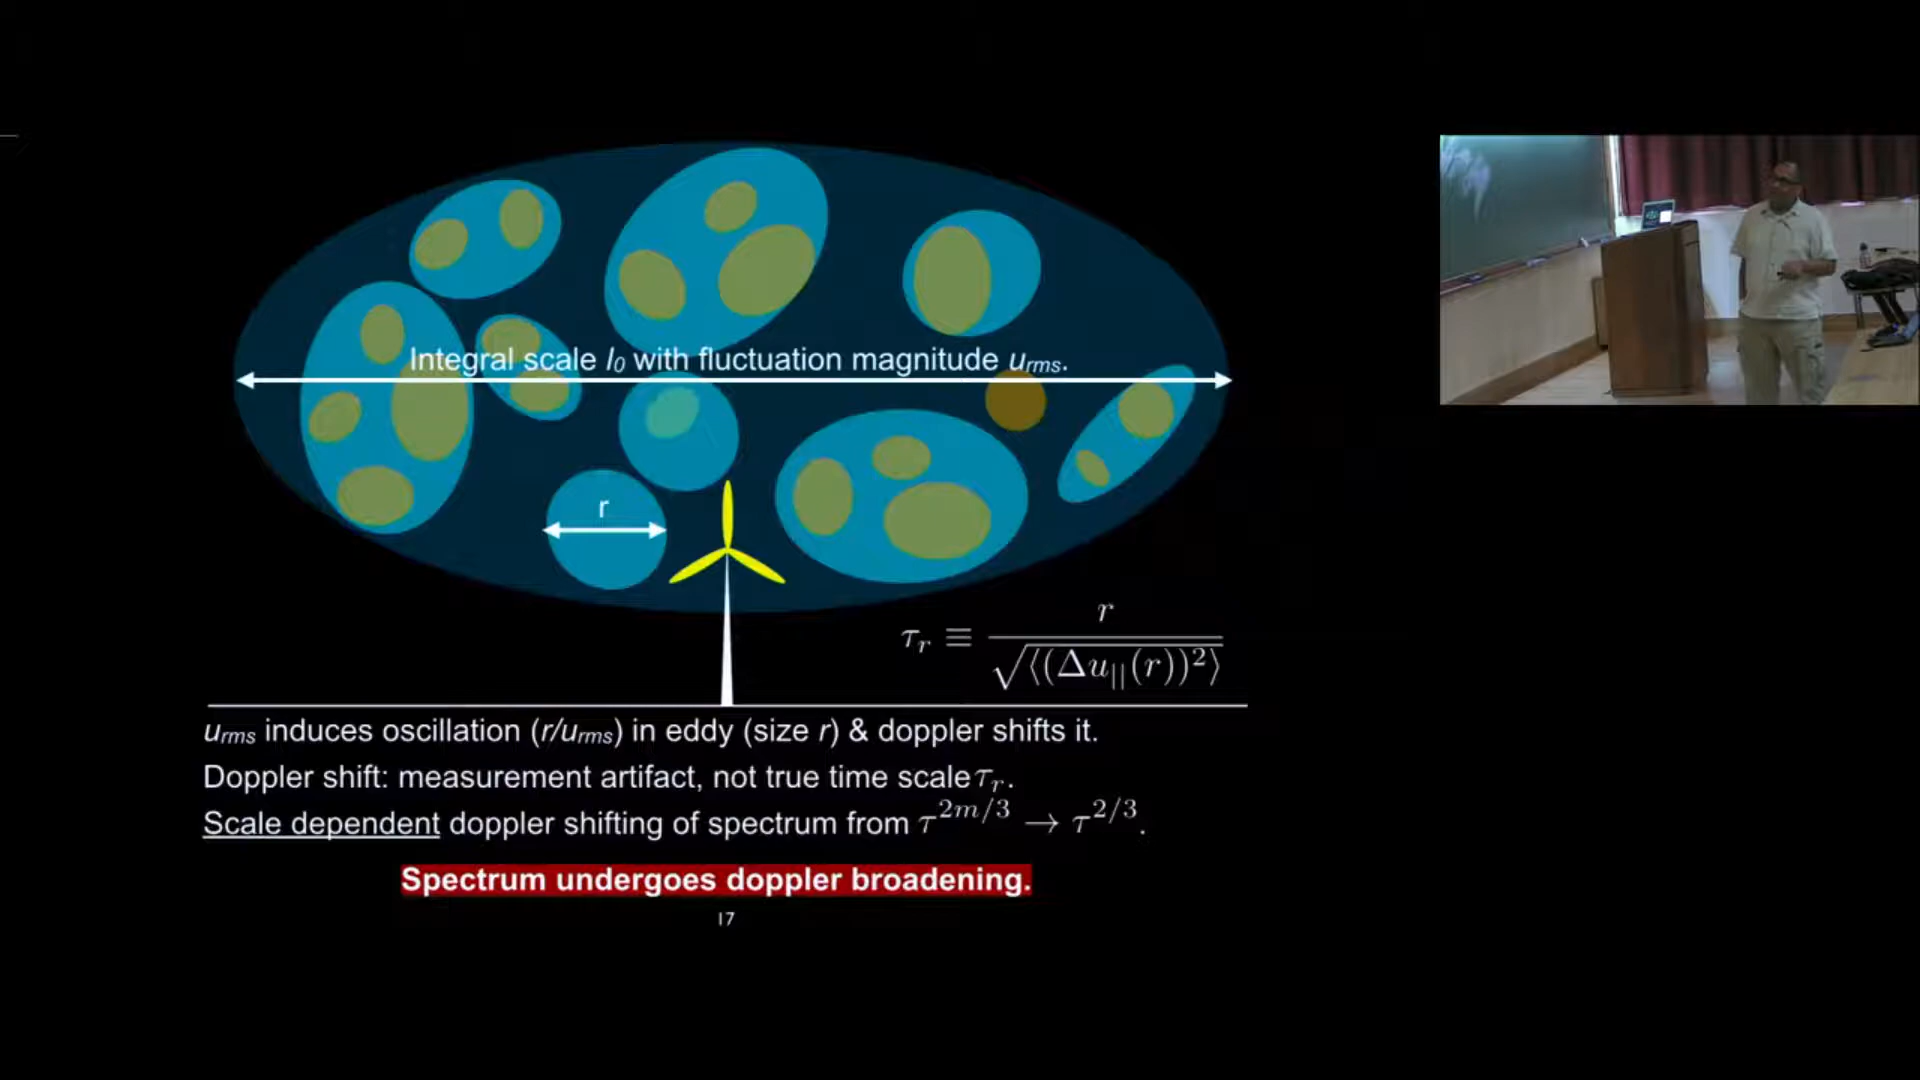 Integral scale l₀ with fluctuation magnitude uᵣₘₛ.
r
τᵣ ≡ r / √⟨(Δu_||(r))²⟩
uᵣₘₛ induces oscillation (r/uᵣₘₛ) in eddy (size r) & doppler shifts it.
Doppler shift: measurement artifact, not true time scale τᵣ.
Scale dependent doppler shifting of spectrum from τ^{2m/3} → τ^{2/3}.
Spectrum undergoes doppler broadening.
17